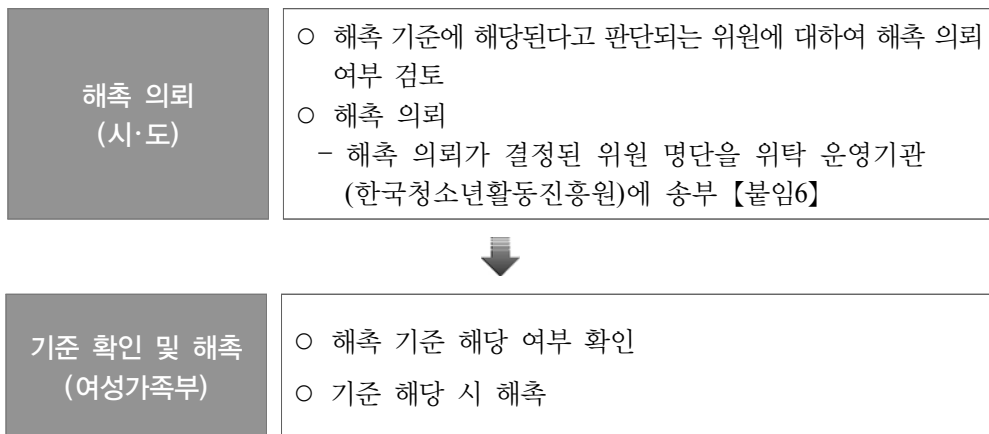 해촉 의뢰
(시·도)
○ 해촉 기준에 해당된다고 판단되는 위원에 대하여 해촉 의뢰
여부 검토
○ 해촉 의뢰
- 해촉 의뢰가 결정된 위원 명단을 위탁 운영기관
(한국청소년활동진흥원)에 송부 【붙임6】
기준 확인 및 해촉
(여성가족부)
○ 해촉 기준 해당 여부 확인
○ 기준 해당 시 해촉